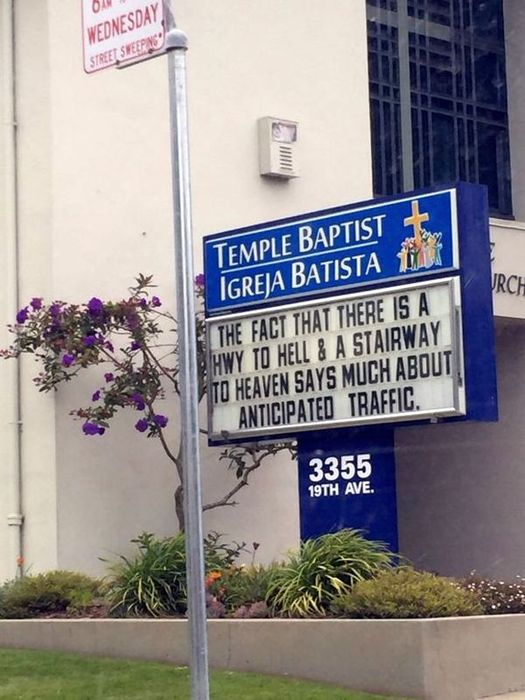 WEDNESDAY
STREET SWEEPING
TEMPLE BAPTIST
IGREJA BATISTA
THE FACT THAT THERE IS A
HWY TO HELL & A STAIRWAY
TO HEAVEN SAYS MUCH ABOUT
ANTICIPATED TRAFFIC.
3355
19TH AVE.